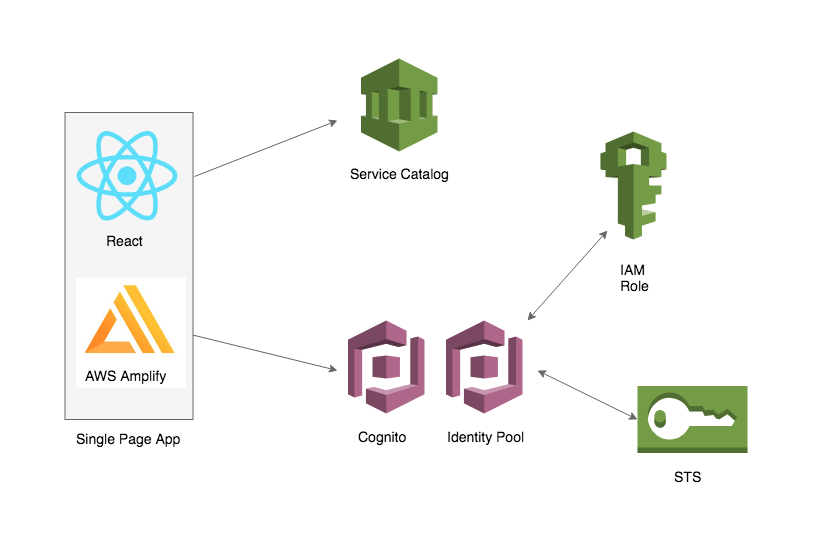 Service Catalog
React
IAM
Role
AWS Amplify
Single Page App
Cognito
Identity Pool
STS